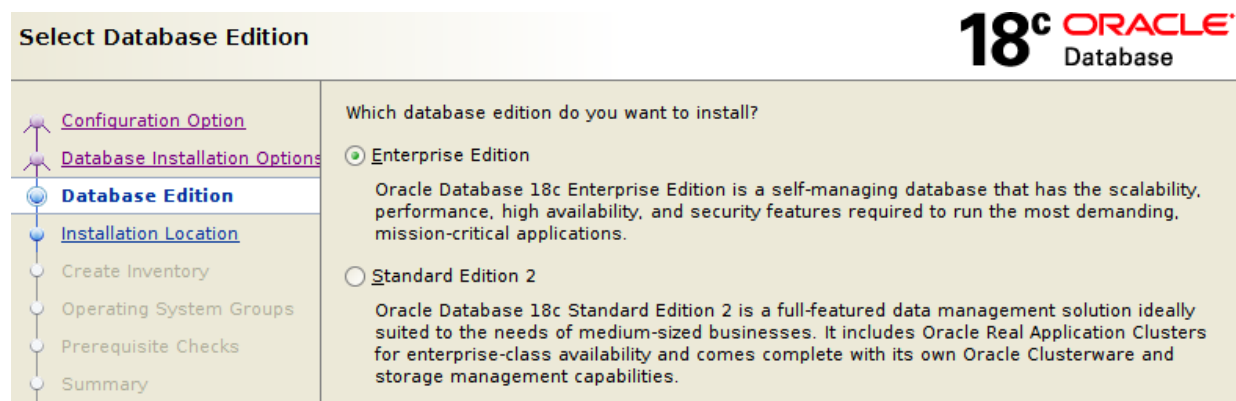 Select Database Edition
18c ORACLE
Database
Configuration Option
Database Installation Options
Database Edition
Installation Location
Create Inventory
Operating System Groups
Prerequisite Checks
Summary
Which database edition do you want to install?
Enterprise Edition
Oracle Database 18c Enterprise Edition is a self-managing database that has the scalability,
performance, high availability, and security features required to run the most demanding,
mission-critical applications.
Standard Edition 2
Oracle Database 18c Standard Edition 2 is a full-featured data management solution ideally
suited to the needs of medium-sized businesses. It includes Oracle Real Application Clusters
for enterprise-class availability and comes complete with its own Oracle Clusterware and
storage management capabilities.